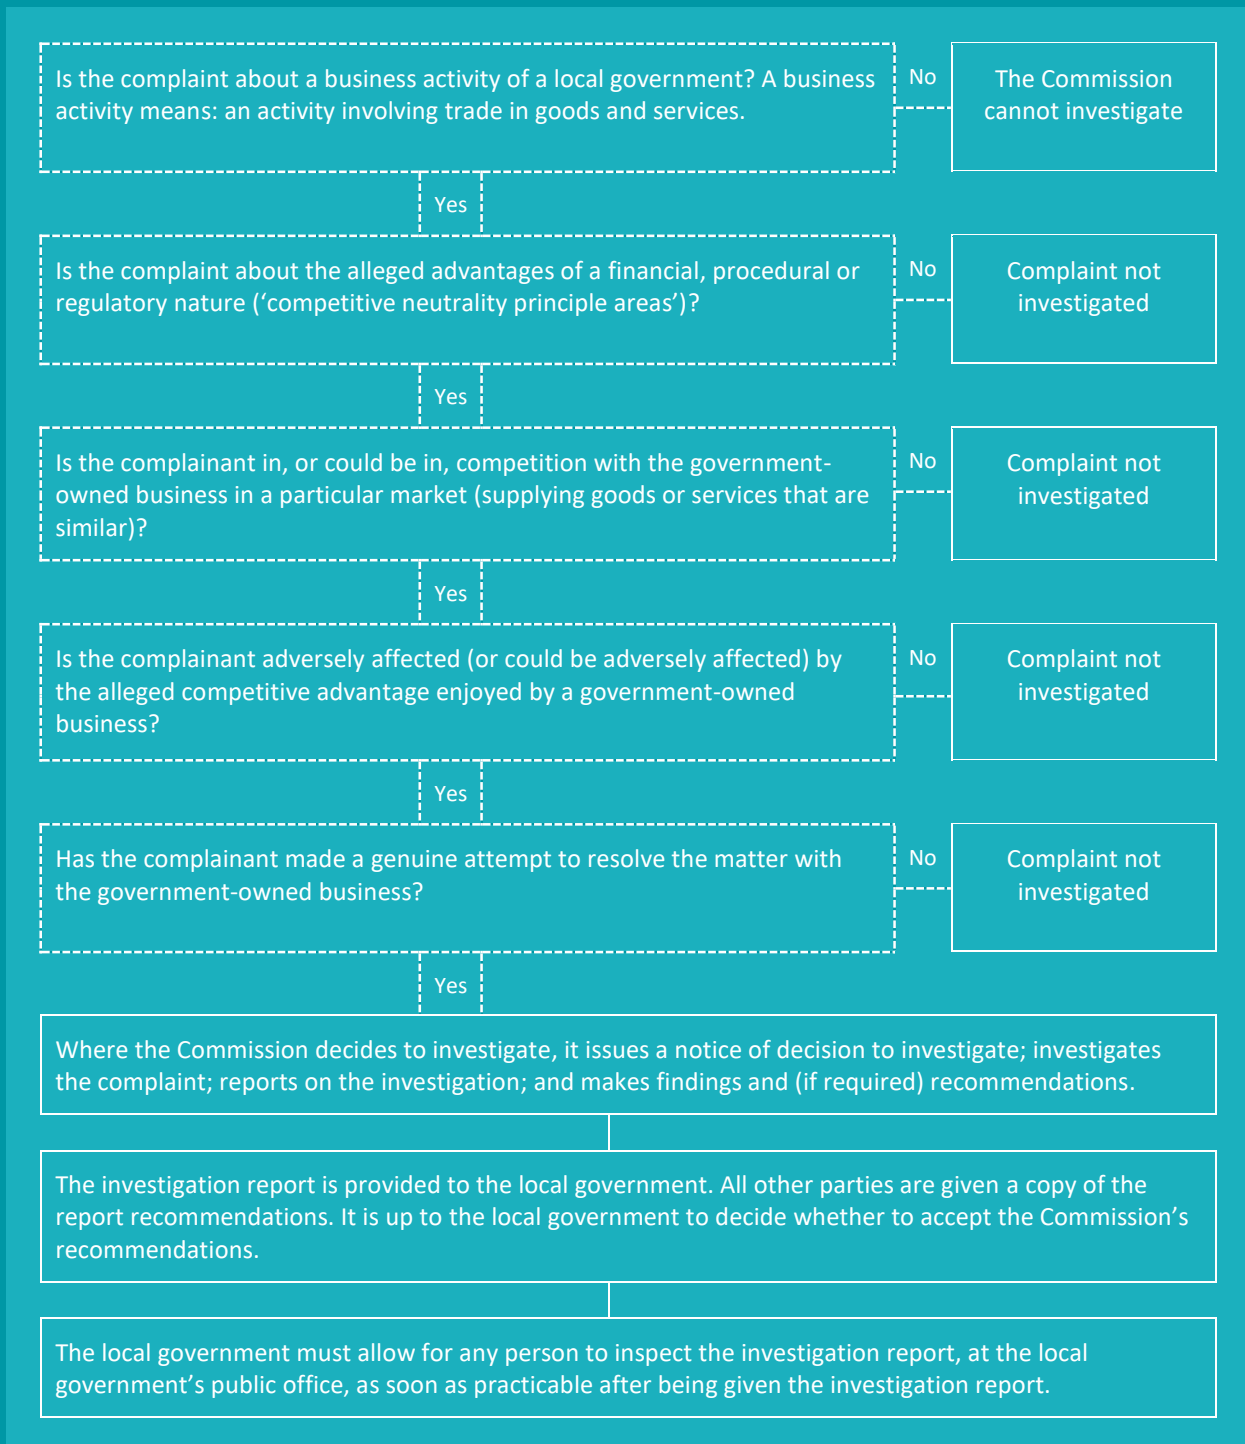 Is the complaint about a business activity of a local government? A business
activity means: an activity involving trade in goods and services.
No
The Commission
cannot investigate
Yes
Is the complaint about the alleged advantages of a financial, procedural or
regulatory nature (‘competitive neutrality principle areas’)?
No
Complaint not
investigated
Yes
Is the complainant in, or could be in, competition with the government-
owned business in a particular market (supplying goods or services that are
similar)?
No
Complaint not
investigated
Yes
Is the complainant adversely affected (or could be adversely affected) by
the alleged competitive advantage enjoyed by a government-owned
business?
No
Complaint not
investigated
Yes
Has the complainant made a genuine attempt to resolve the matter with
the government-owned business?
No
Complaint not
investigated
Yes
Where the Commission decides to investigate, it issues a notice of decision to investigate; investigates
the complaint; reports on the investigation; and makes findings and (if required) recommendations.
The investigation report is provided to the local government. All other parties are given a copy of the
report recommendations. It is up to the local government to decide whether to accept the Commission’s
recommendations.
The local government must allow for any person to inspect the investigation report, at the local
government’s public office, as soon as practicable after being given the investigation report.